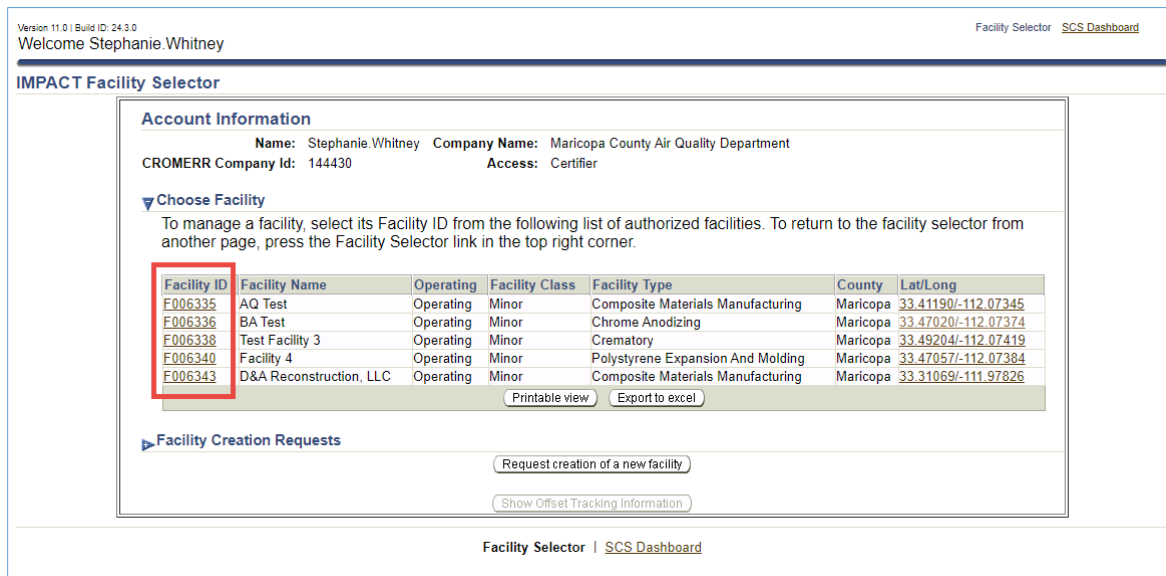 Version 11.0 | Build ID: 24.3.0
Facility Selector SCS Dashboard
Welcome Stephanie.Whitney
IMPACT Facility Selector
Account Information
Name: Stephanie.Whitney Company Name: Maricopa County Air Quality Department
CROMERR Company Id: 144430 Access: Certifier
Choose Facility
To manage a facility, select its Facility ID from the following list of authorized facilities. To return to the facility selector from
another page, press the Facility Selector link in the top right corner.
Facility ID Facility Name Operating Facility Class Facility Type County Lat/Long
F006335 AQ Test Operating Minor Composite Materials Manufacturing Maricopa 33.41190/-112.07345
F006336 BA Test Operating Minor Chrome Anodizing Maricopa 33.47020/-112.07374
F006338 Test Facility 3 Operating Minor Crematory Maricopa 33.49204/-112.07419
F006340 Facility 4 Operating Minor Polystyrene Expansion And Molding Maricopa 33.47057/-112.07384
F006343 D&A Reconstruction, LLC Operating Minor Composite Materials Manufacturing Maricopa 33.31069/-111.97826
Printable view Export to excel
Facility Creation Requests
Request creation of a new facility
Show Offset Tracking Information
Facility Selector | SCS Dashboard